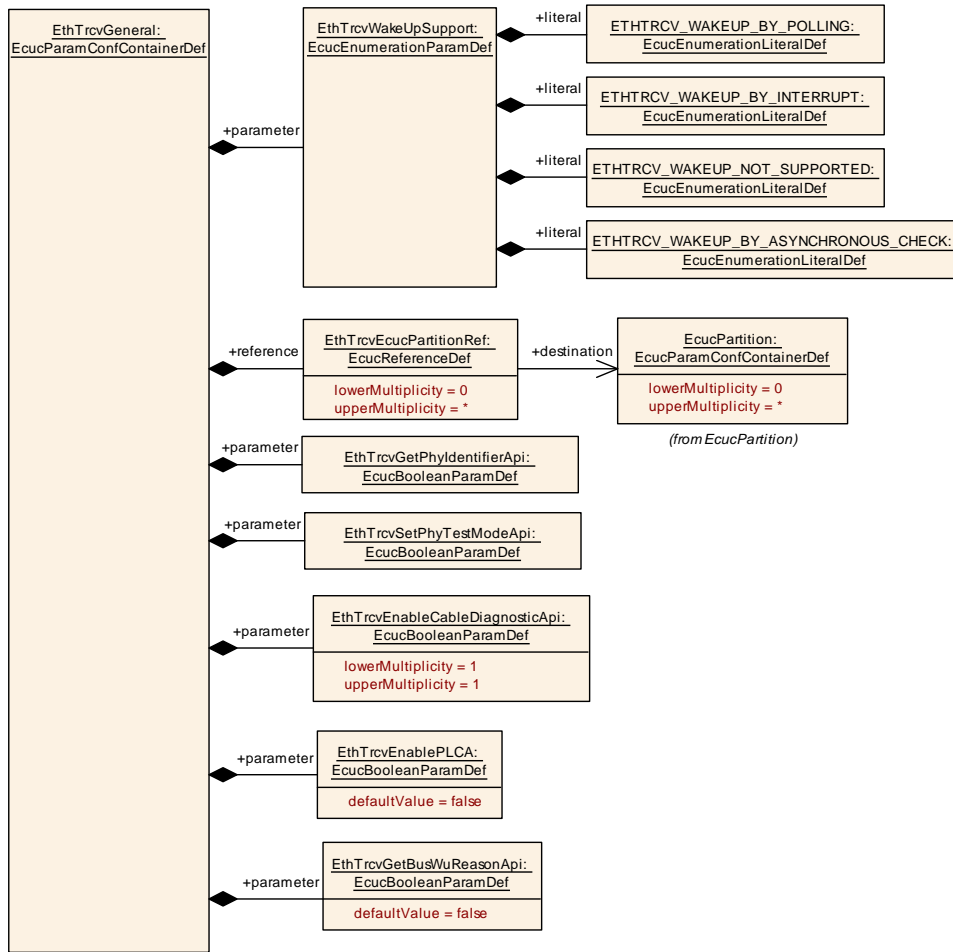 EthTrcvGeneral:
EcucParamConfContainerDef
+parameter
EthTrcvWakeUpSupport:
EcucEnumerationParamDef
+literal
ETHTRCV_WAKEUP_BY_POLLING:
EcucEnumerationLiteralDef
+literal
ETHTRCV_WAKEUP_BY_INTERRUPT:
EcucEnumerationLiteralDef
+literal
ETHTRCV_WAKEUP_NOT_SUPPORTED:
EcucEnumerationLiteralDef
+literal
ETHTRCV_WAKEUP_BY_ASYNCHRONOUS_CHECK:
EcucEnumerationLiteralDef
+reference
EthTrcvEcucPartitionRef:
EcucReferenceDef
lowerMultiplicity = 0
upperMultiplicity = *
+destination
EcucPartition:
EcucParamConfContainerDef
lowerMultiplicity = 0
upperMultiplicity = *
(from EcucPartition)
+parameter
EthTrcvGetPhyIdentifierApi:
EcucBooleanParamDef
+parameter
EthTrcvSetPhyTestModeApi:
EcucBooleanParamDef
+parameter
EthTrcvEnableCableDiagnosticApi:
EcucBooleanParamDef
lowerMultiplicity = 1
upperMultiplicity = 1
+parameter
EthTrcvEnablePLCA:
EcucBooleanParamDef
defaultValue = false
+parameter
EthTrcvGetBusWuReasonApi:
EcucBooleanParamDef
defaultValue = false